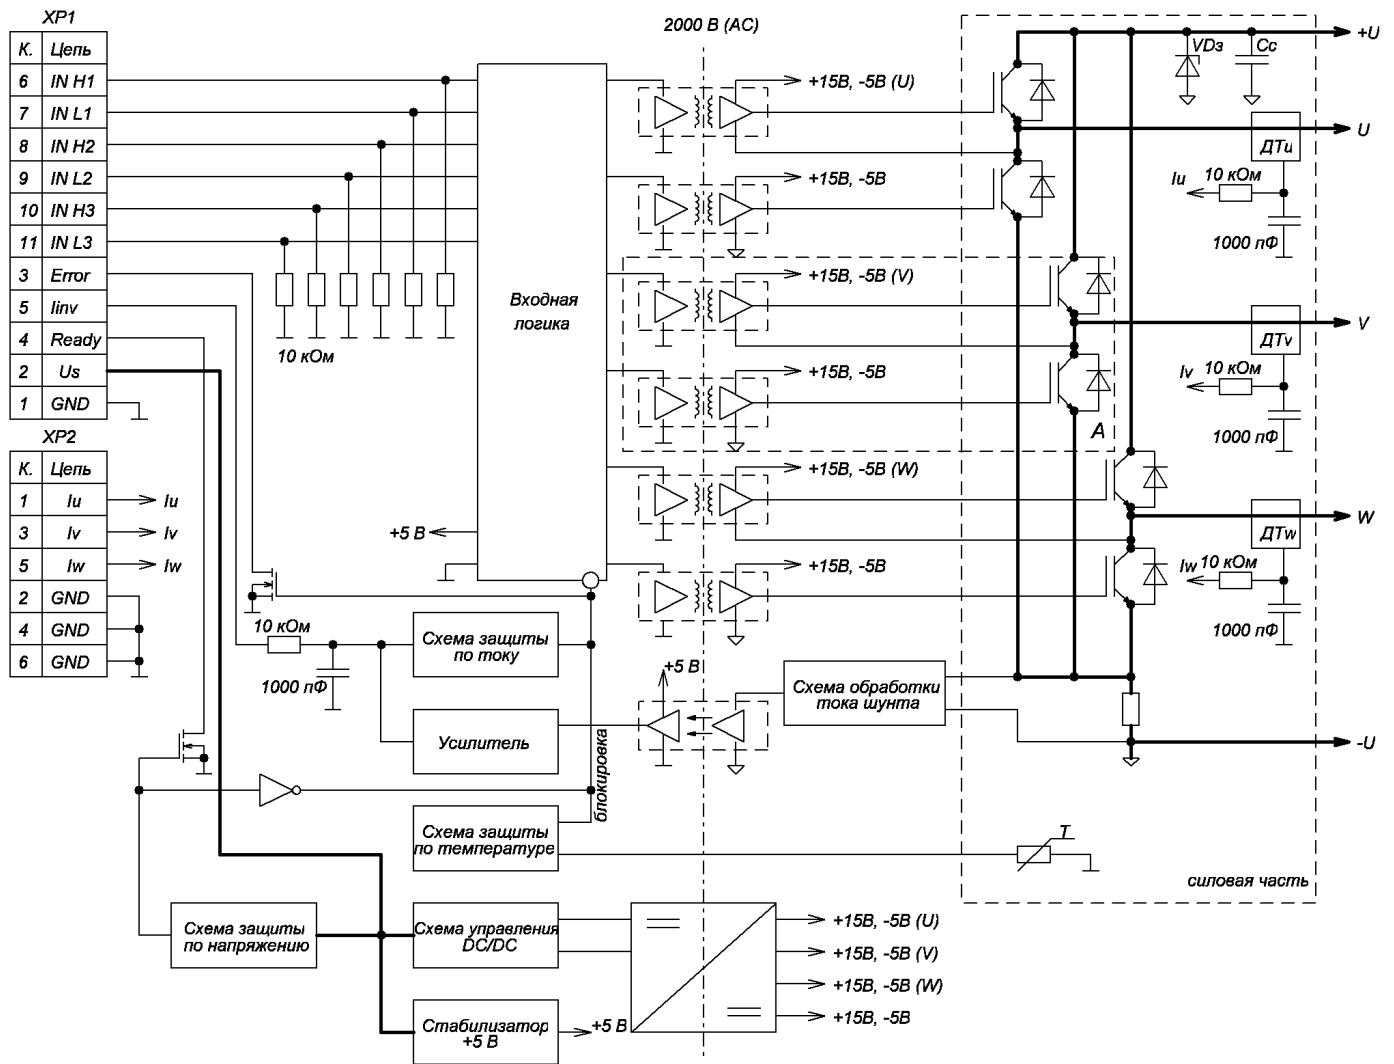 XP1
2000 В (AC)
К. Цепь
6 IN H1
7 IN L1
8 IN H2
9 IN L2
10 IN H3
11 IN L3
3 Error
5 Iinv
4 Ready
2 Us
1 GND
XP2
К. Цепь
1 Iu
3 Iv
5 Iw
2 GND
4 GND
6 GND
Iu
Iv
Iw
10 кОм
Входная
логика
+5 В
+15В, -5В (U)
+15В, -5В
+15В, -5В (V)
+15В, -5В
+15В, -5В (W)
+15В, -5В
A
VDз
Cc
+U
U
ДТu
Iu
10 кОм
1000 пФ
V
ДТv
Iv
10 кОм
1000 пФ
W
ДТw
Iw
10 кОм
1000 пФ
10 кОм
1000 пФ
Схема защиты
по току
Усилитель
блокировка
+5 В
Схема обработки
тока шунта
-U
Схема защиты
по температуре
T
силовая часть
Схема защиты
по напряжению
Схема управления
DC/DC
+15В, -5В (U)
+15В, -5В (V)
+15В, -5В (W)
+15В, -5В
Стабилизатор
+5 В
+5 В